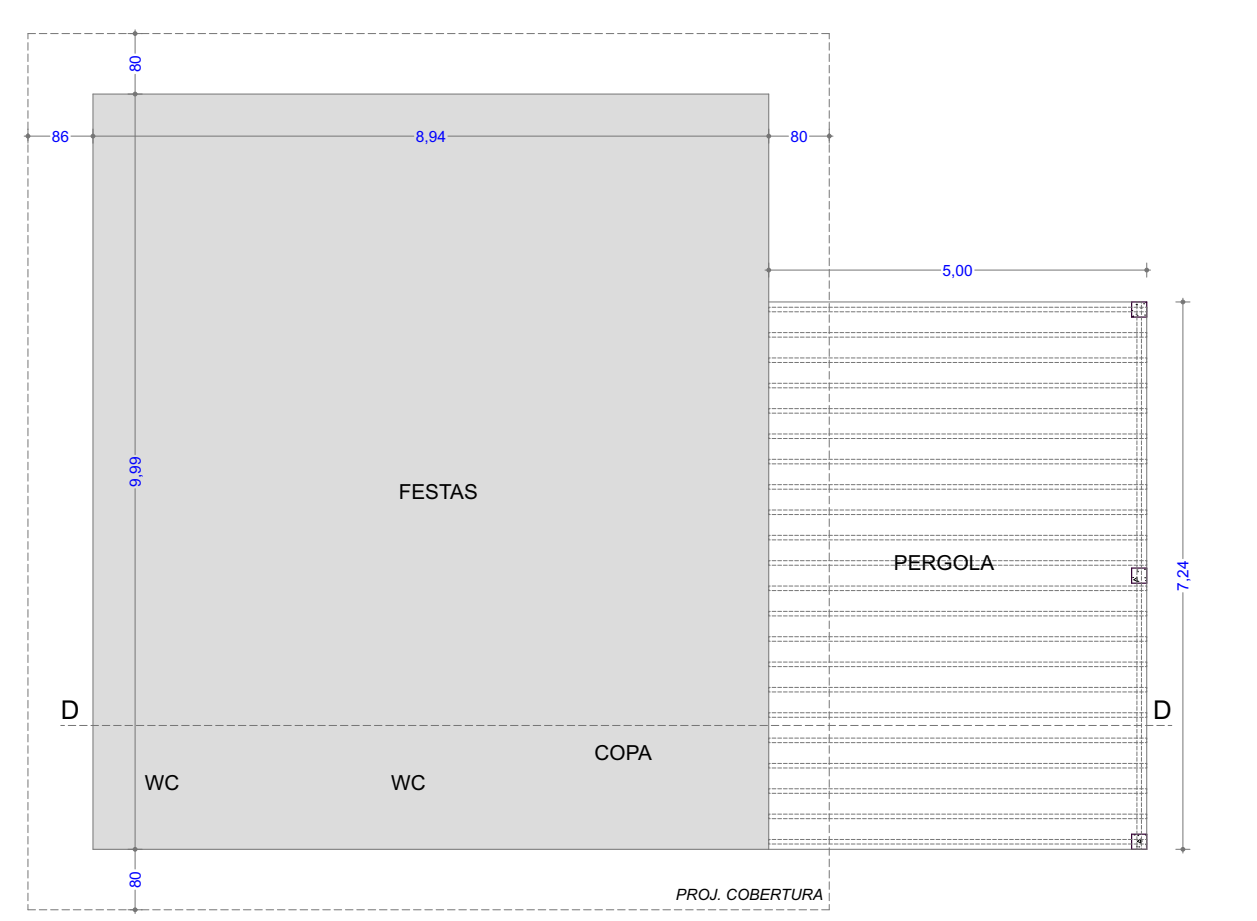 80
86
8,94
80
5,00
9,99
FESTAS
PERGOLA
7,24
D
D
COPA
WC
WC
80
PROJ. COBERTURA